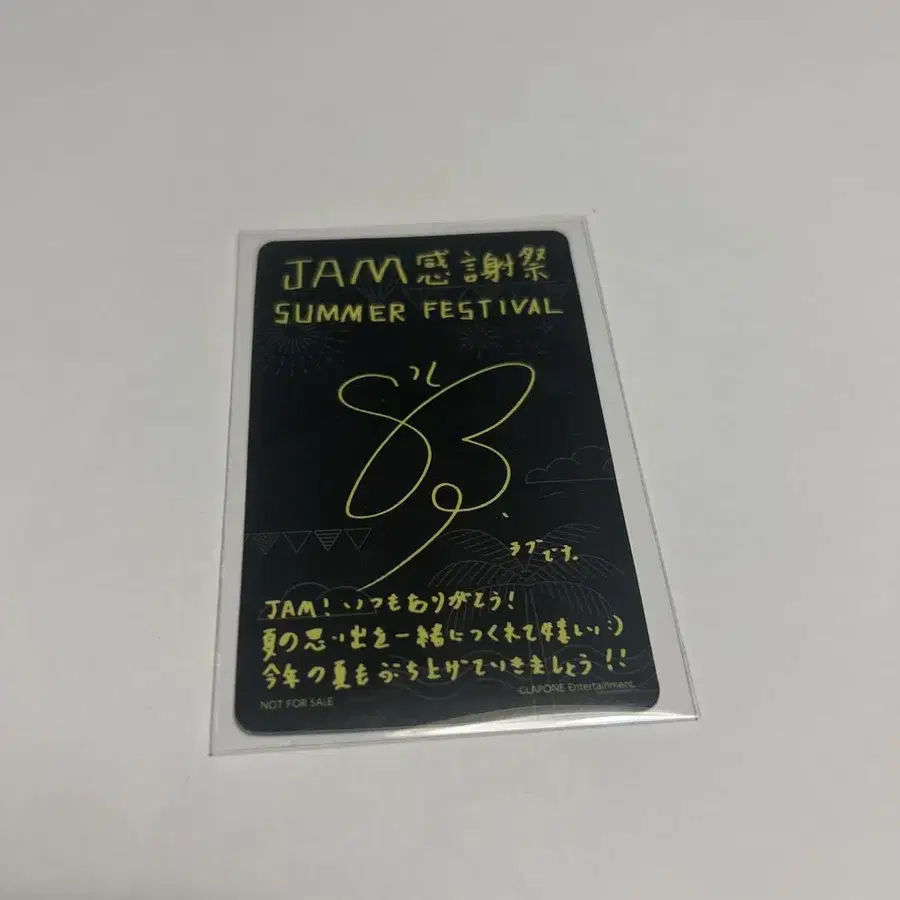 JAM感謝祭
SUMMER FESTIVAL
ラブです。
JAM!いつもありがとう!
夏の思い出を一緒につくれて嬉しい:)
今年の夏もぶち上げていきましょう!!
NOT FOR SALE
©LAPONE Entertainment